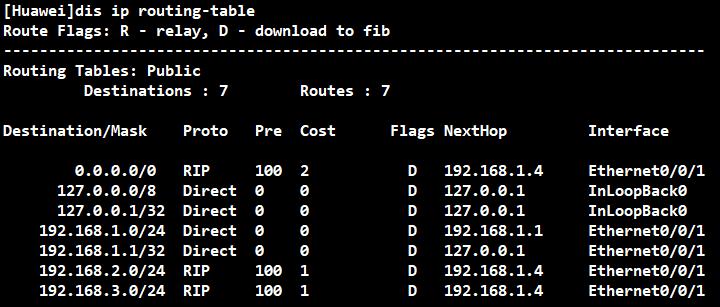 [Huawei]dis ip routing-table
Route Flags: R - relay, D - download to fib
------------------------------------------------------------------------------
Routing Tables: Public
         Destinations : 7        Routes : 7
Destination/Mask    Proto   Pre  Cost      Flags NextHop         Interface
        0.0.0.0/0   RIP     100  2           D   192.168.1.4     Ethernet0/0/1
      127.0.0.0/8   Direct  0    0           D   127.0.0.1       InLoopBack0
      127.0.0.1/32  Direct  0    0           D   127.0.0.1       InLoopBack0
    192.168.1.0/24  Direct  0    0           D   192.168.1.1     Ethernet0/0/1
    192.168.1.1/32  Direct  0    0           D   127.0.0.1       Ethernet0/0/1
    192.168.2.0/24  RIP     100  1           D   192.168.1.4     Ethernet0/0/1
    192.168.3.0/24  RIP     100  1           D   192.168.1.4     Ethernet0/0/1